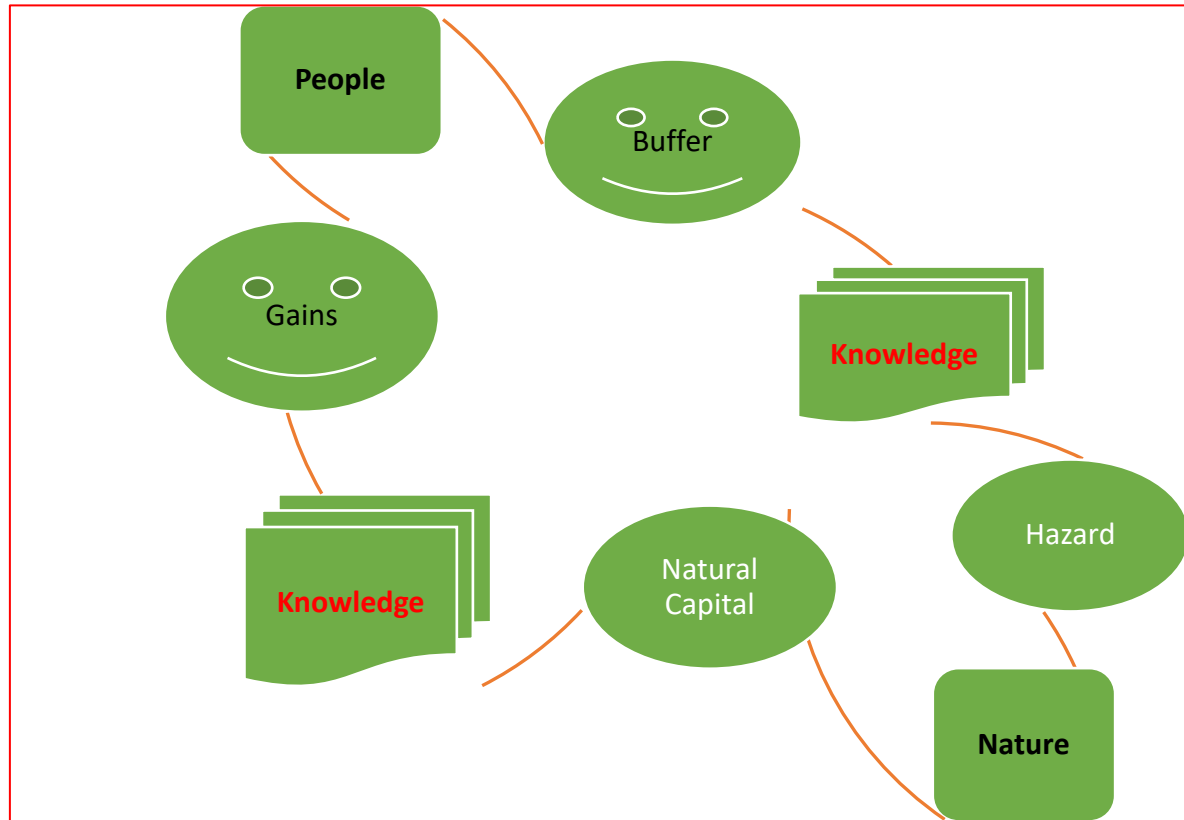 People
Buffer
Gains
Knowledge
Hazard
Natural
Capital
Knowledge
Nature